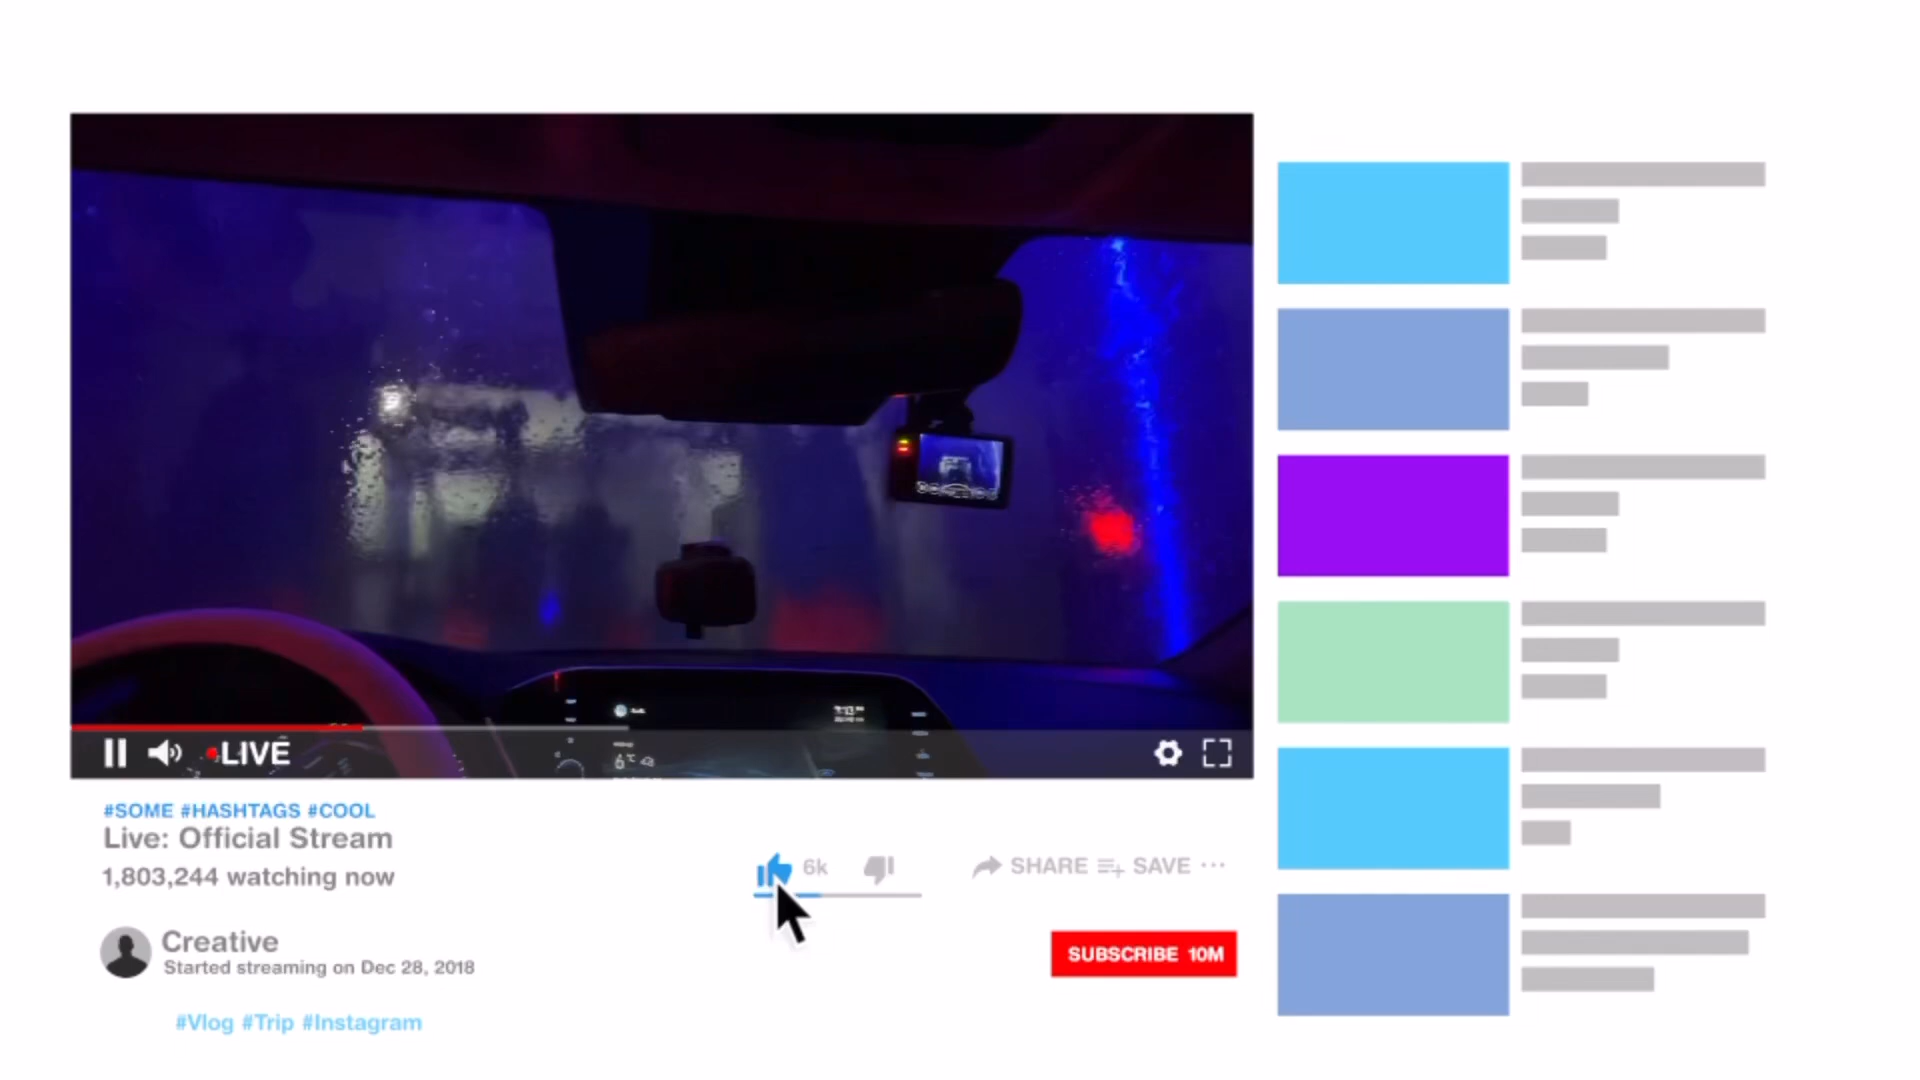 LIVE
#SOME #HASHTAGS #COOL
Live: Official Stream
1,803,244 watching now
6k
SHARE
SAVE
Creative
Started streaming on Dec 28, 2018
SUBSCRIBE 10M
#Vlog #Trip #Instagram
6°C